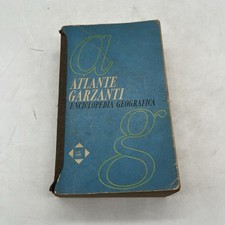 a
ATLANTE
GARZANTI
ENCICLOPEDIA GEOGRAFICA
g